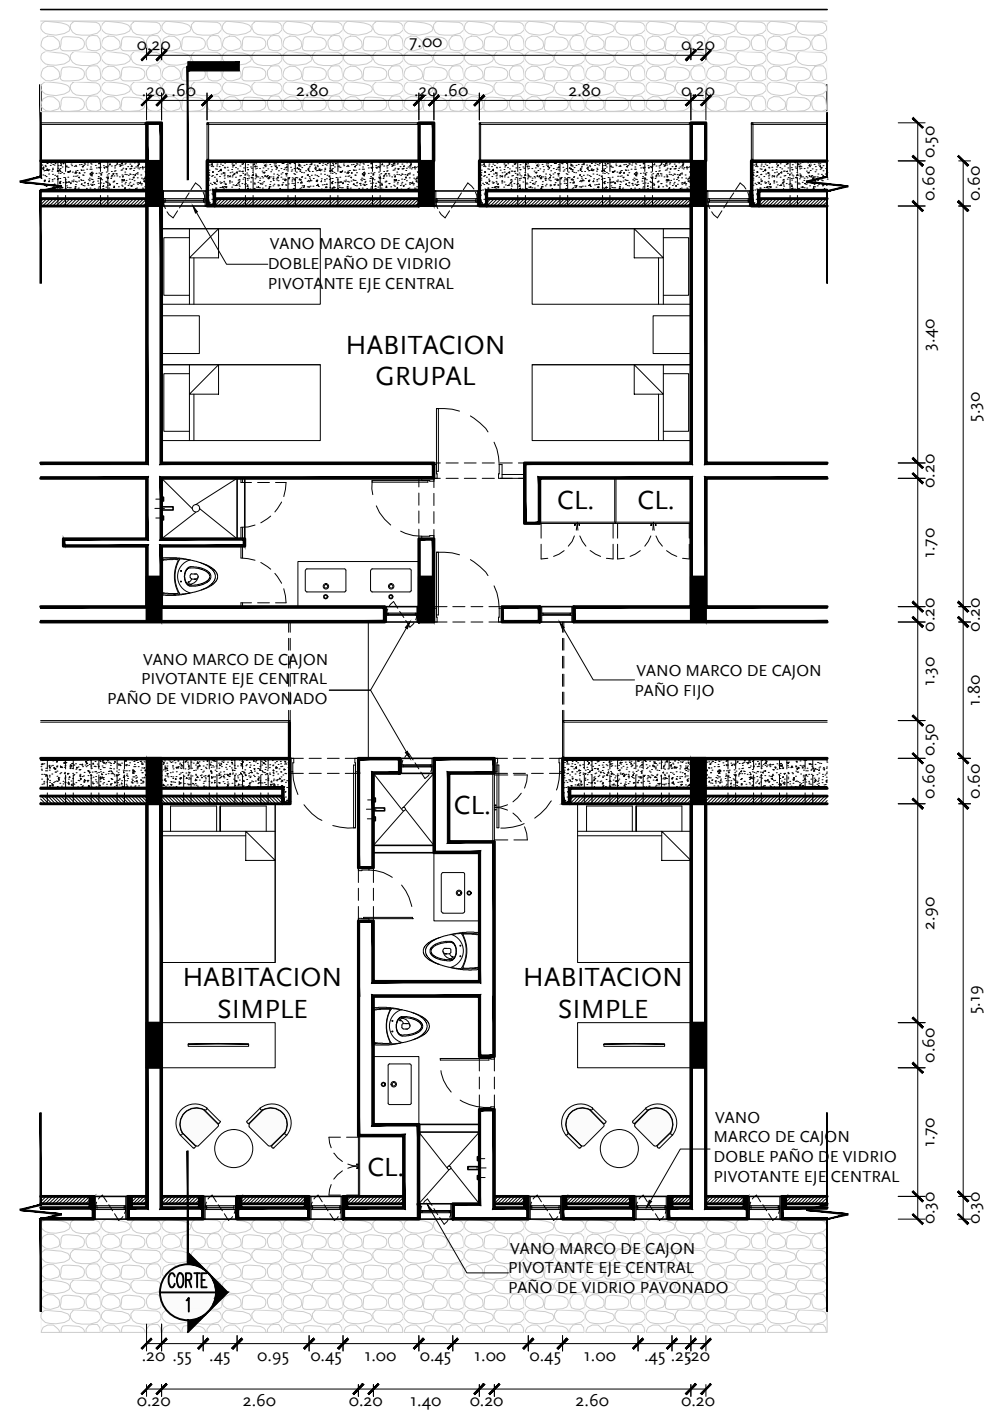 0.20
7.00
0.20
.20 .60
2.80
.20 .60
2.80
0.20
0.50
0.60
0.60
VANO MARCO DE CAJON
DOBLE PAÑO DE VIDRIO
PIVOTANTE EJE CENTRAL
HABITACION
GRUPAL
3.40
5.30
0.20
CL.
CL.
1.70
0.20
0.20
VANO MARCO DE CAJON
PIVOTANTE EJE CENTRAL
PAÑO DE VIDRIO PAVONADO
VANO MARCO DE CAJON
PAÑO FIJO
1.30
1.80
0.50
0.60
0.60
CL.
2.90
HABITACION
SIMPLE
HABITACION
SIMPLE
5.19
0.60
1.70
VANO
MARCO DE CAJON
DOBLE PAÑO DE VIDRIO
PIVOTANTE EJE CENTRAL
CL.
0.30
0.30
VANO MARCO DE CAJON
PIVOTANTE EJE CENTRAL
PAÑO DE VIDRIO PAVONADO
CORTE
1
.20 .55 .45 0.95 0.45 1.00 0.45 1.00 0.45 1.00 .45 .25 .20
0.20 2.60 0.20 1.40 0.20 2.60 0.20